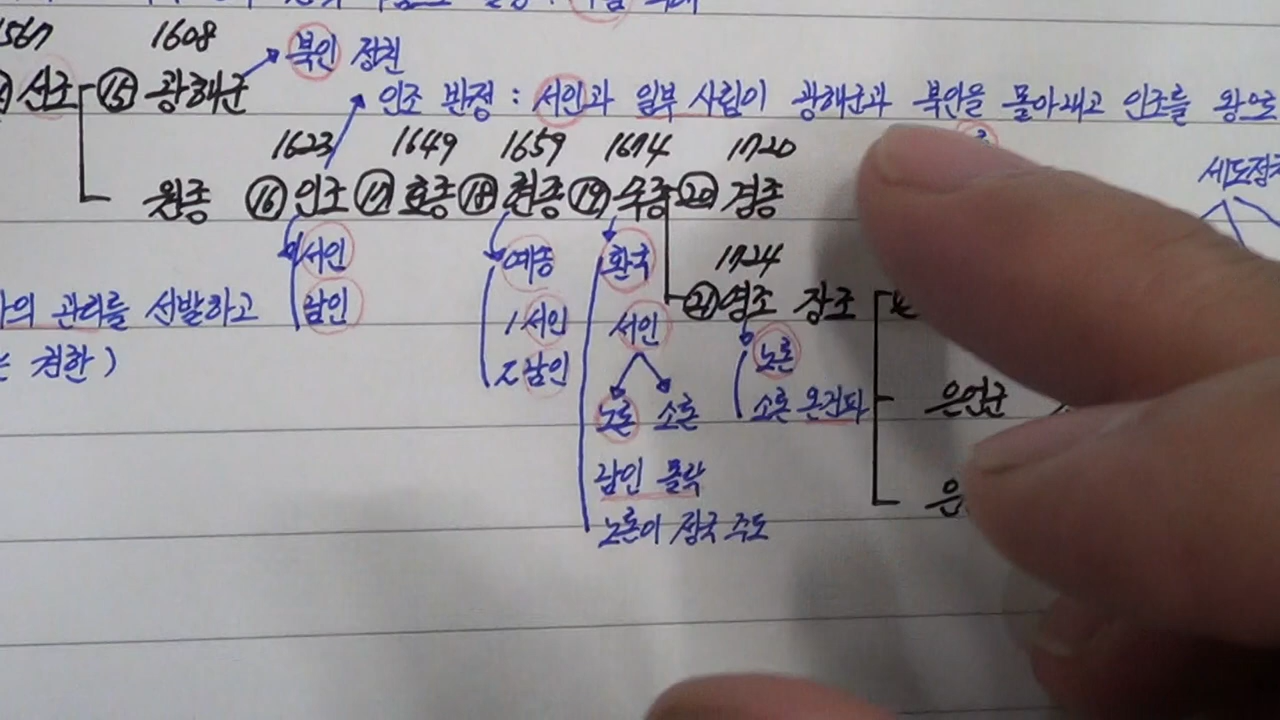 1567 1608
선조 ⑮ 광해군 북인 정권
인조 반정 : 서인과 일부 사림이 광해군과 북인을 몰아내고 인조를 왕으로
1623 1649 1659 1674 1720
원종 ⑯ 인조 ⑰ 효종 ⑱ 현종 ⑲ 숙종 ⑳ 경종
세도정치
서인 예송 환국 1724
관리를 선발하고 남인 1 서인 서인 ㉑ 영조 장조
권한) 2 남인 노론
노론 소론 소론 온건파 은언군
남인 몰락
노론이 정국 주도